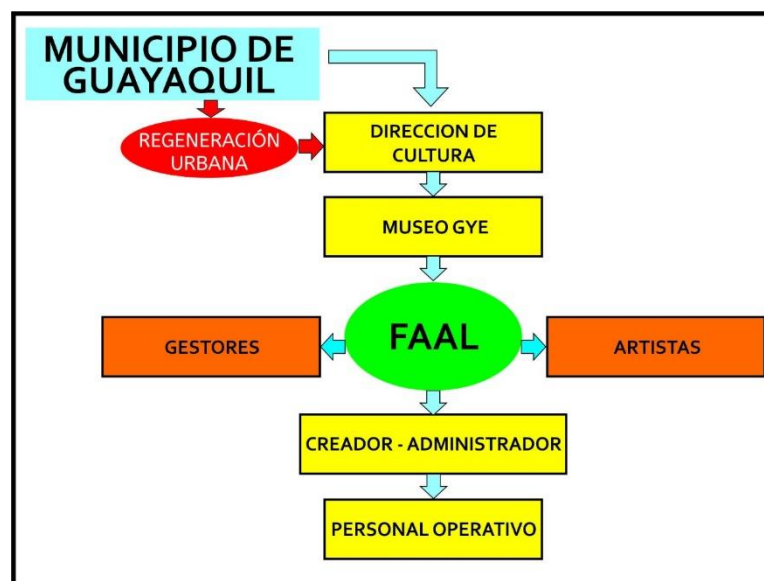 MUNICIPIO DE
GUAYAQUIL
REGENERACIÓN
URBANA
DIRECCION DE
CULTURA
MUSEO GYE
FAAL
GESTORES
ARTISTAS
CREADOR - ADMINISTRADOR
PERSONAL OPERATIVO